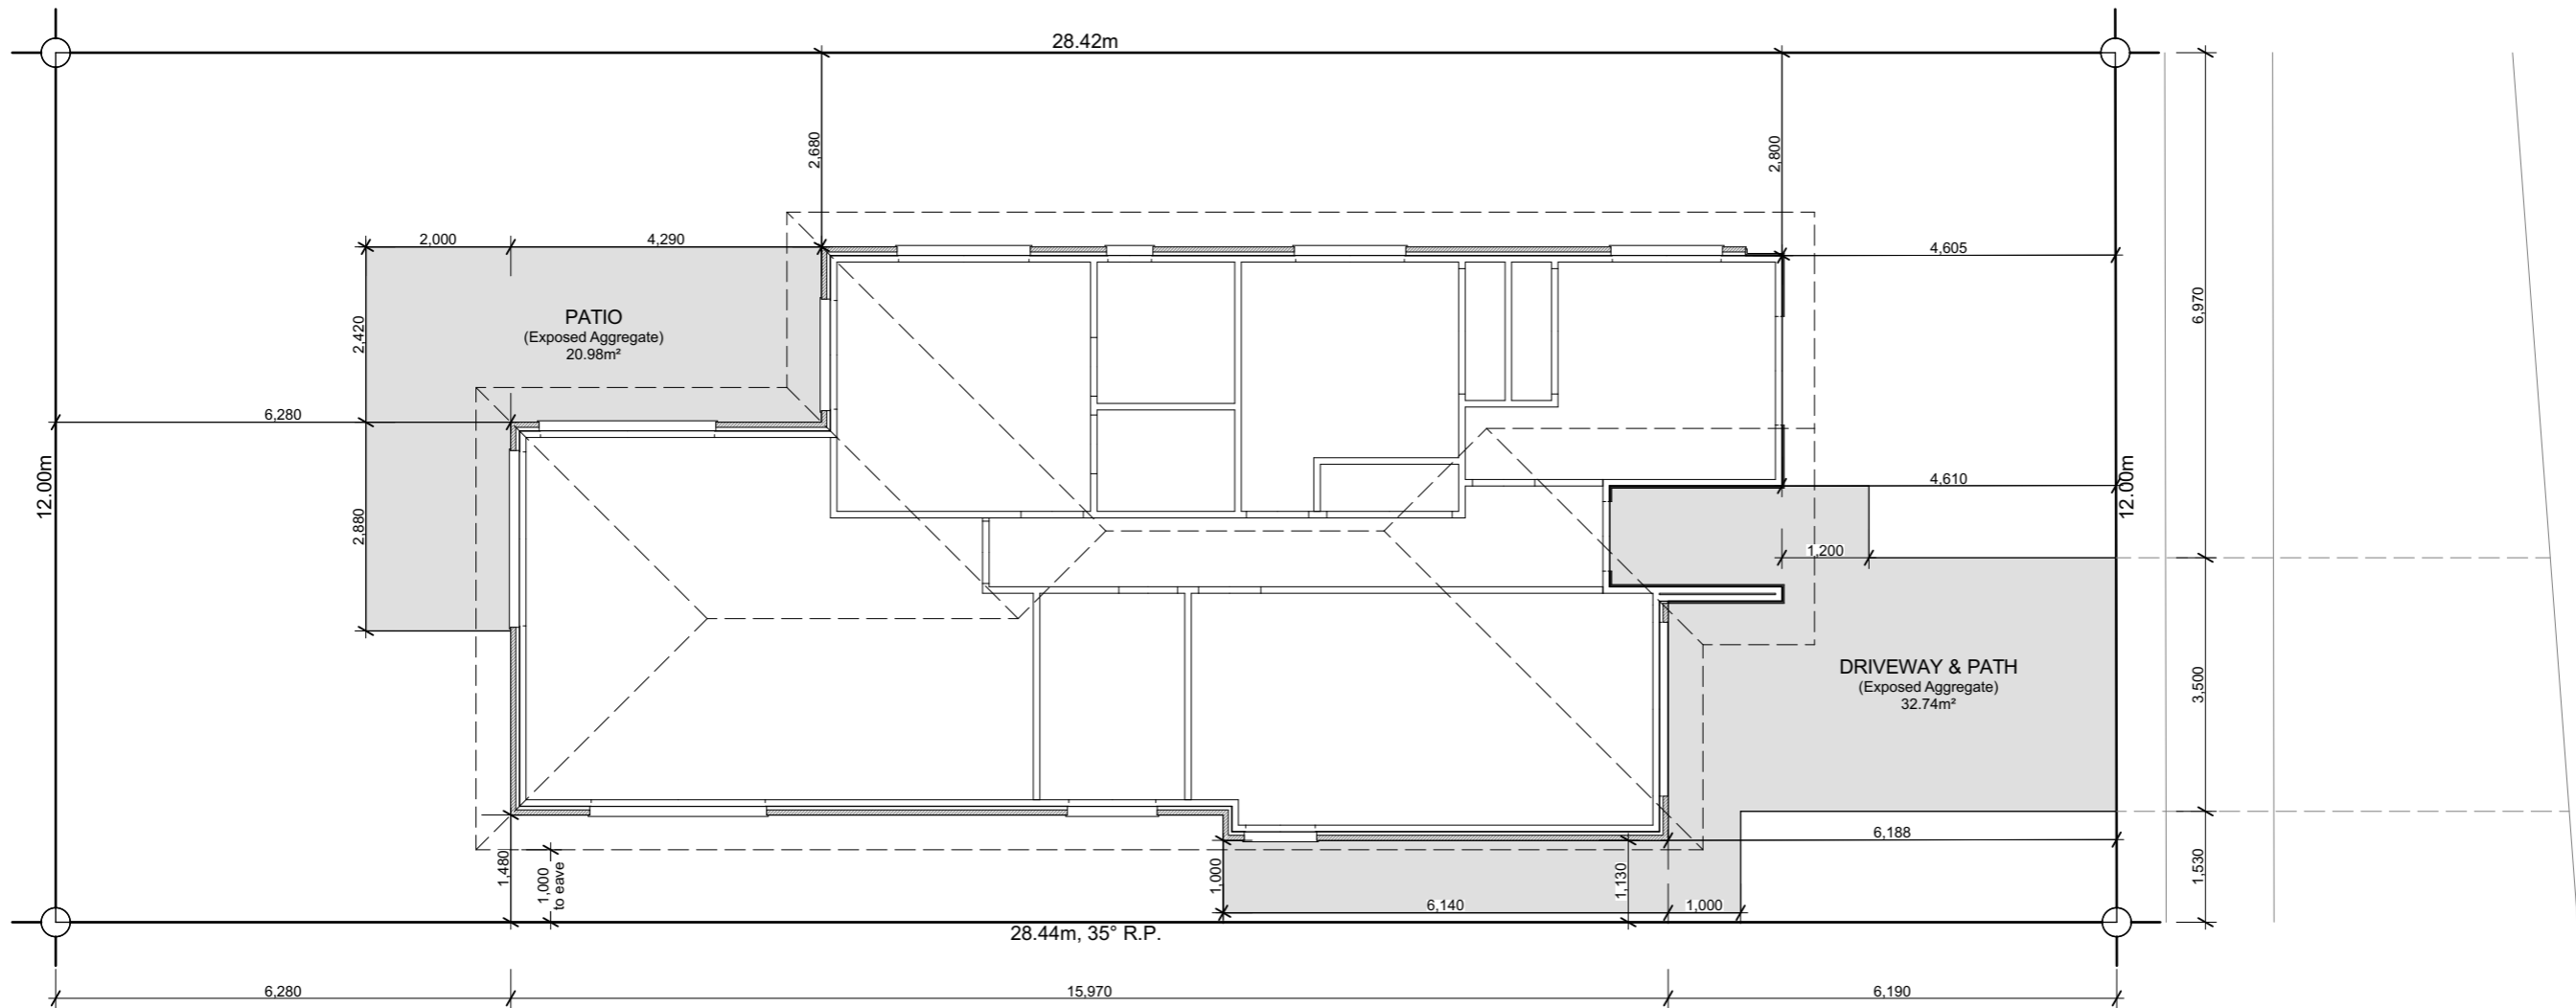 28.42m
2,680
2,800
2,000
4,290
4,605
PATIO
(Exposed Aggregate)
20.98m²
2,420
6,970
6,280
12.00m
2,880
4,610
12.00m
1,200
DRIVEWAY & PATH
(Exposed Aggregate)
32.74m²
3,500
6,188
1,480
1,000
to eave
1,000
1,130
1,530
6,140
1,000
28.44m, 35° R.P.
6,280
15,970
6,190